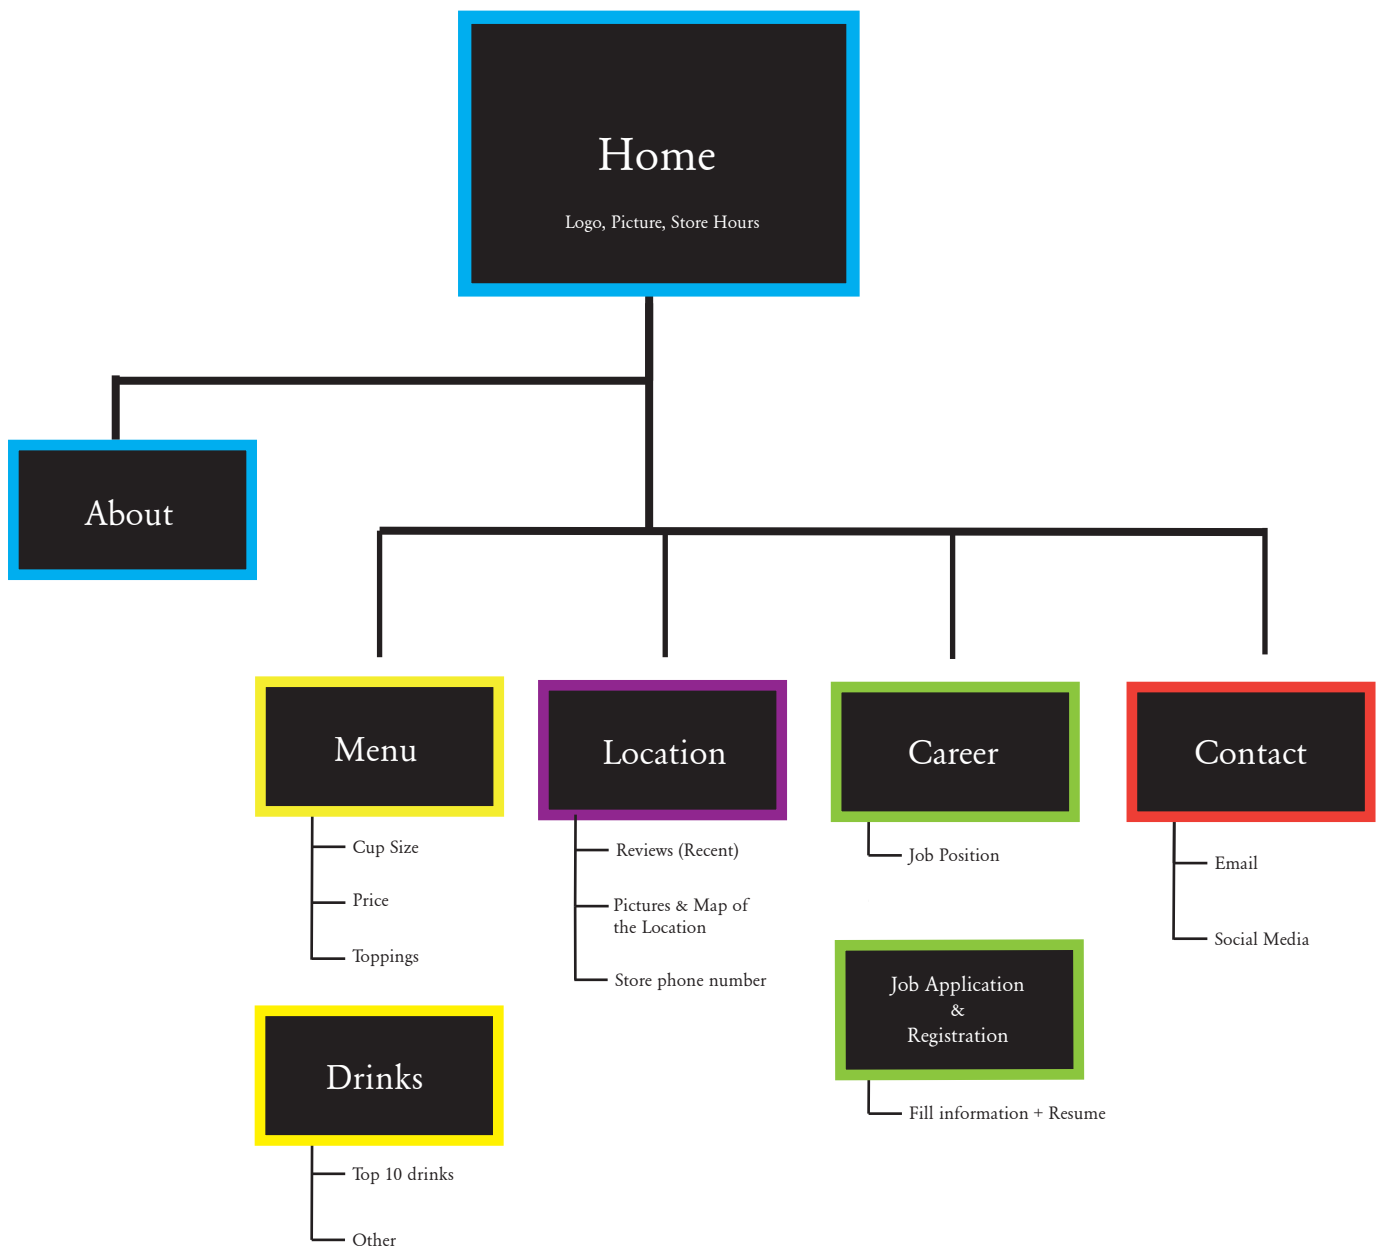 Home
Logo, Picture, Store Hours
About
Menu
Cup Size
Price
Toppings
Drinks
Top 10 drinks
Other
Location
Reviews (Recent)
Pictures & Map of
the Location
Store phone number
Career
Job Position
Job Application
&
Registration
Fill information + Resume
Contact
Email
Social Media